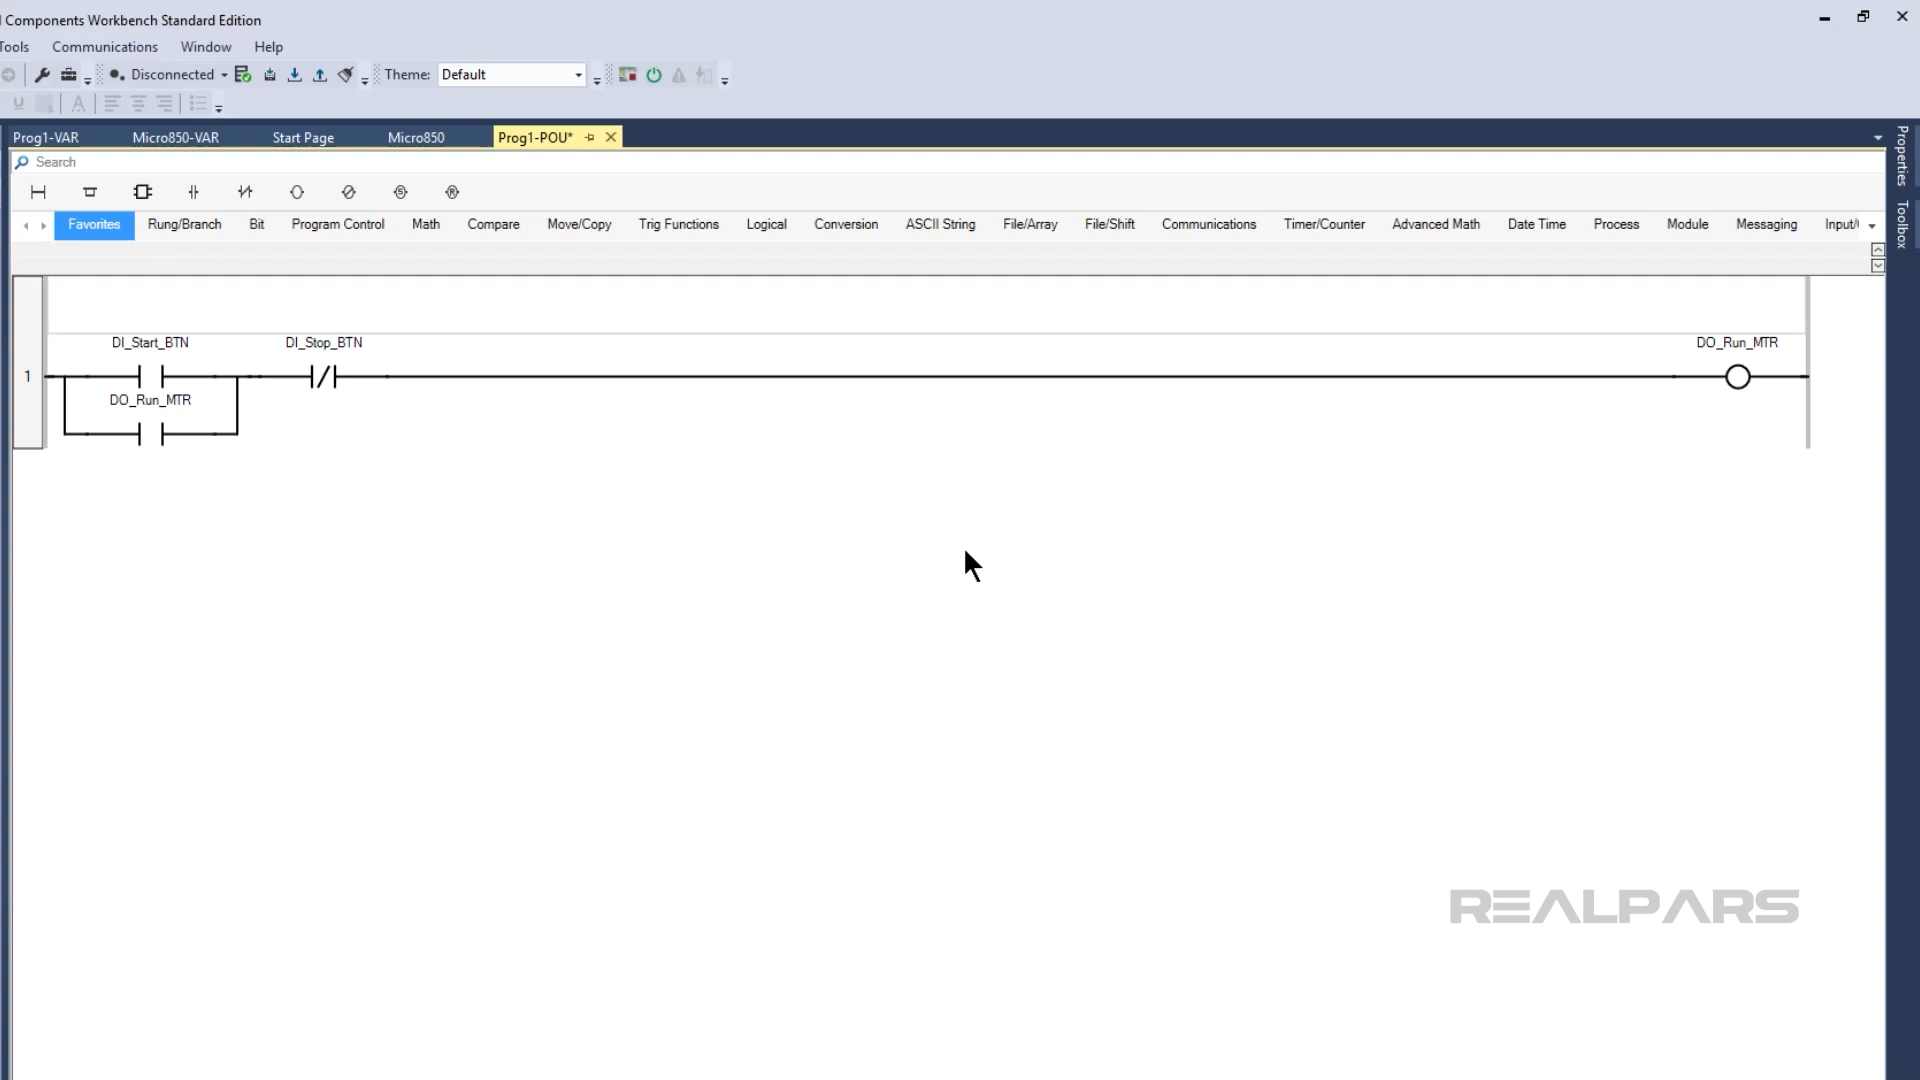 Components Workbench Standard Edition
Tools Communications Window Help
Disconnected Theme: Default
Prog1-VAR Micro850-VAR Start Page Micro850 Prog1-POU*
Search
Favorites Rung/Branch Bit Program Control Math Compare Move/Copy Trig Functions Logical Conversion ASCII String File/Array File/Shift Communications Timer/Counter Advanced Math Date Time Process Module Messaging Input/
DI_Start_BTN DI_Stop_BTN DO_Run_MTR
1
DO_Run_MTR
REALPARS
Properties
Toolbox